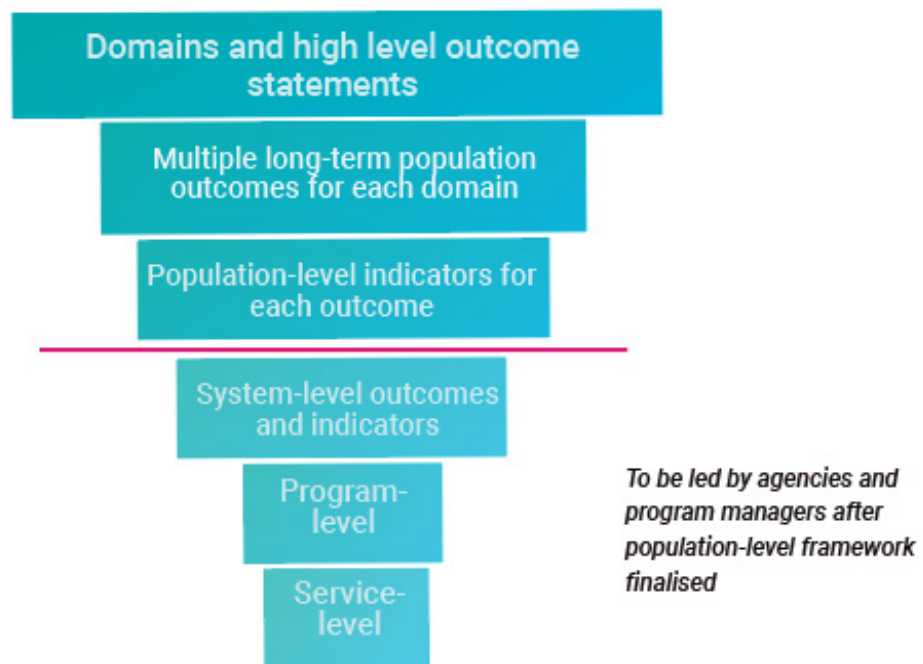 Domains and high level outcome
statements
Multiple long-term population
outcomes for each domain
Population-level indicators for
each outcome
System-level outcomes
and indicators
Program-
level
Service-
level
To be led by agencies and
program managers after
population-level framework
finalised